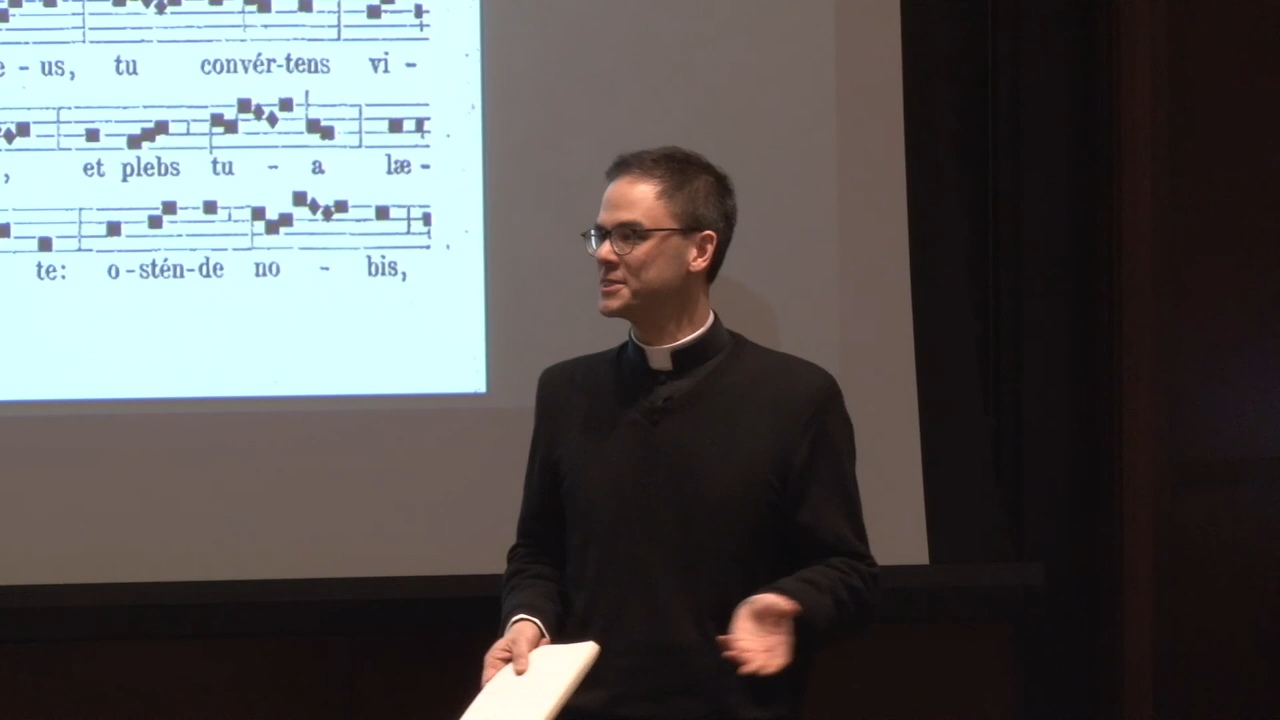 e - us, tu convér-tens vi -
, et plebs tu - a læ -
te: o-stén-de no - bis,